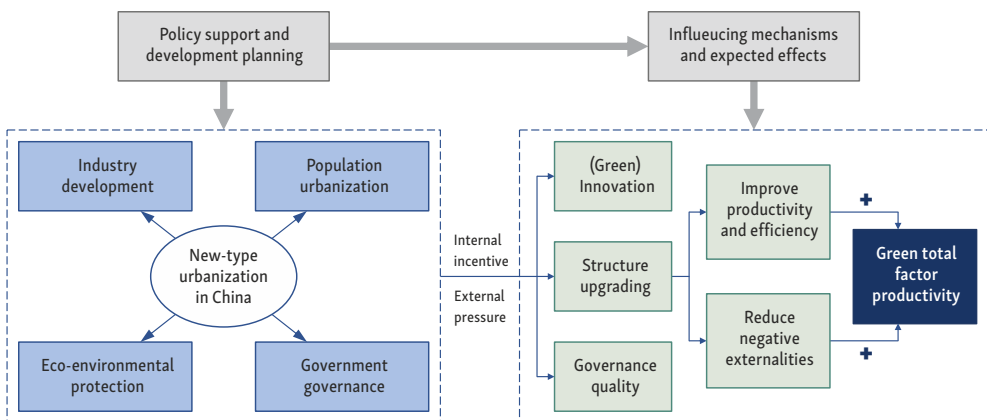 Policy support and
development planning
Influeucing mechanisms
and expected effects
Industry
development
Population
urbanization
New-type
urbanization
in China
Eco-environmental
protection
Government
governance
Internal
incentive
External
pressure
(Green)
Innovation
Structure
upgrading
Governance
quality
Improve
productivity
and efficiency
Reduce
negative
externalities
+
+
Green total
factor
productivity